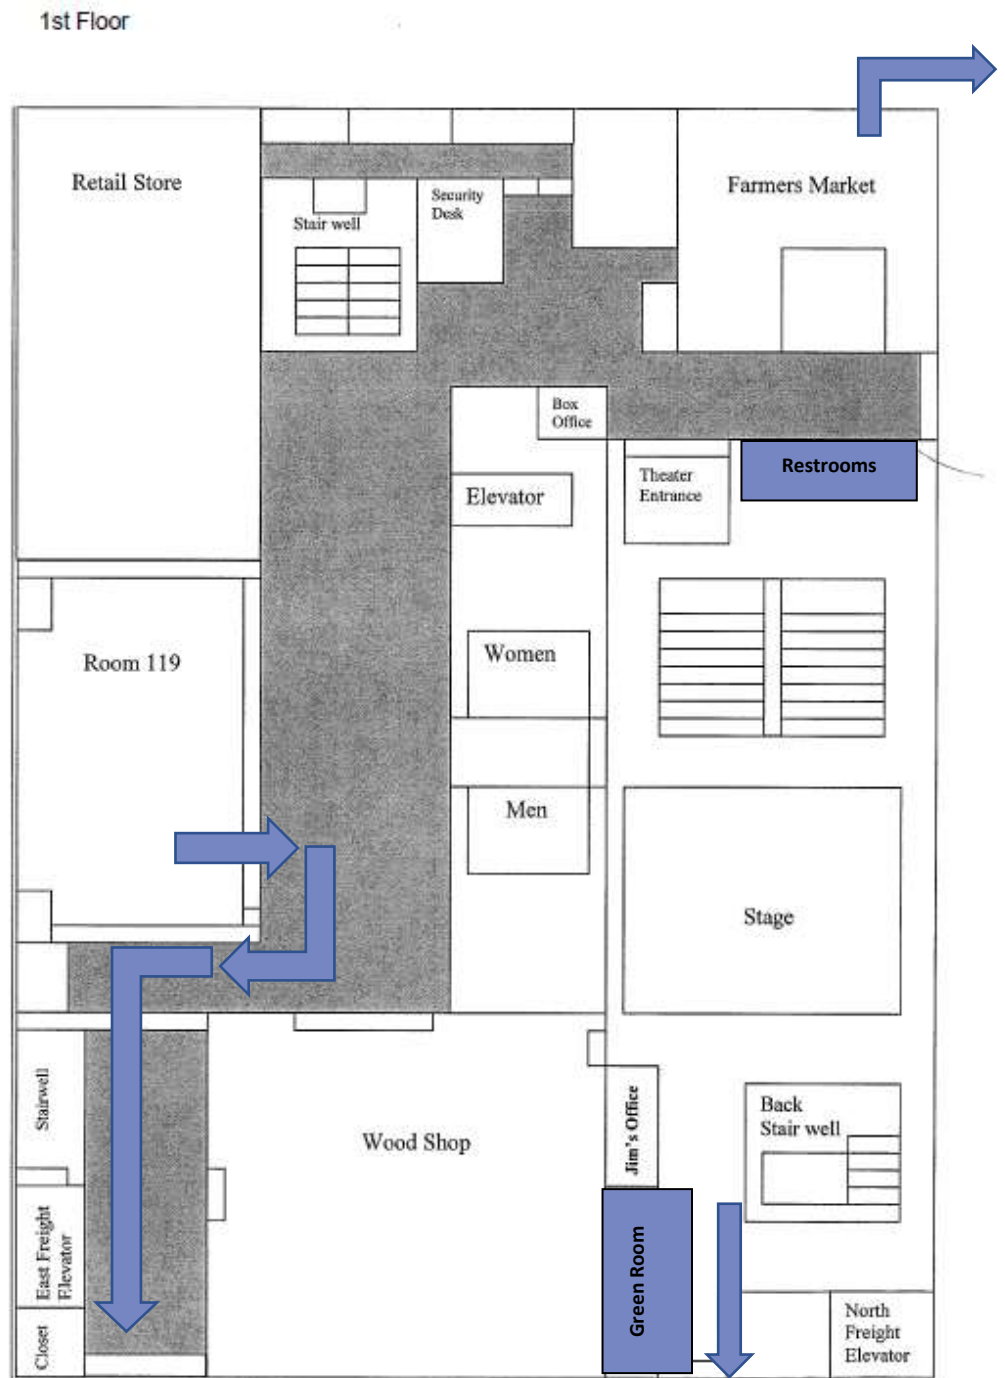 1st Floor
Retail Store
Security
Desk
Stair well
Farmers Market
Box
Office
Restrooms
Theater
Entrance
Elevator
Women
Room 119
Men
Stage
Stairwell
Wood Shop
Jim's Office
Back
Stair well
East Freight
Elevator
Green Room
Closet
North
Freight
Elevator